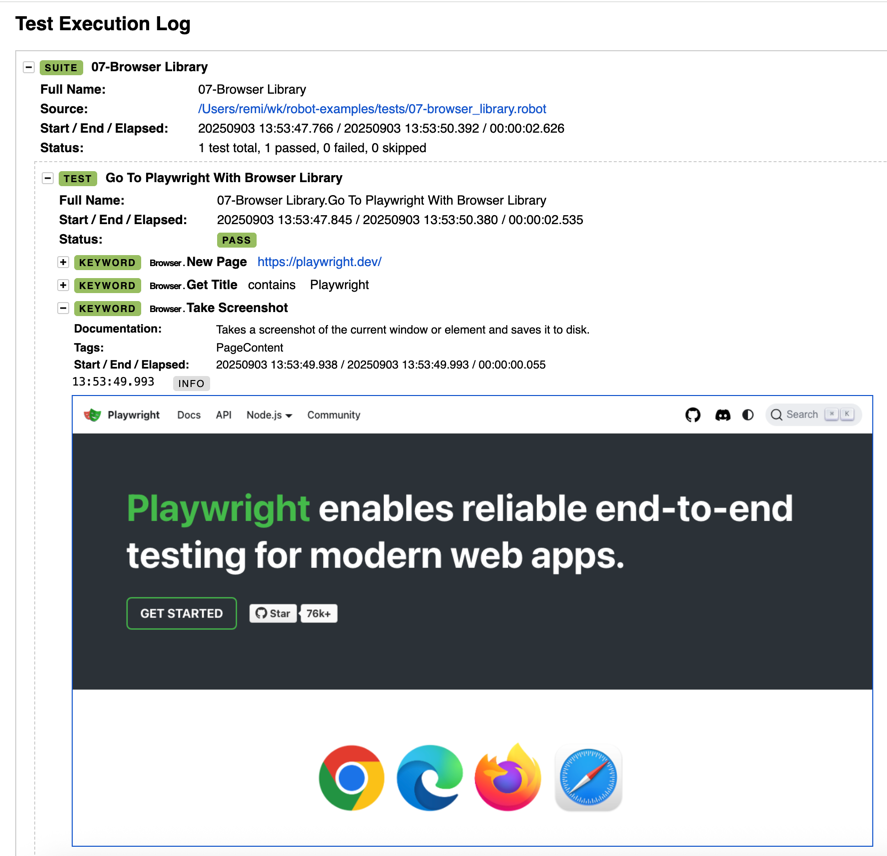 Test Execution Log
SUITE 07-Browser Library
Full Name: 07-Browser Library
Source: /Users/remi/wk/robot-examples/tests/07-browser_library.robot
Start / End / Elapsed: 20250903 13:53:47.766 / 20250903 13:53:50.392 / 00:00:02.626
Status: 1 test total, 1 passed, 0 failed, 0 skipped
TEST Go To Playwright With Browser Library
Full Name: 07-Browser Library.Go To Playwright With Browser Library
Start / End / Elapsed: 20250903 13:53:47.845 / 20250903 13:53:50.380 / 00:00:02.535
Status: PASS
+ KEYWORD Browser.New Page https://playwright.dev/
+ KEYWORD Browser.Get Title contains Playwright
KEYWORD Browser.Take Screenshot
Documentation: Takes a screenshot of the current window or element and saves it to disk.
Tags: PageContent
Start / End / Elapsed: 20250903 13:53:49.938 / 20250903 13:53:49.993 / 00:00:00.055
13:53:49.993 INFO
Playwright Docs API Node.js Community Search ⌘ K
Playwright enables reliable end-to-end
testing for modern web apps.
GET STARTED Star 76k+